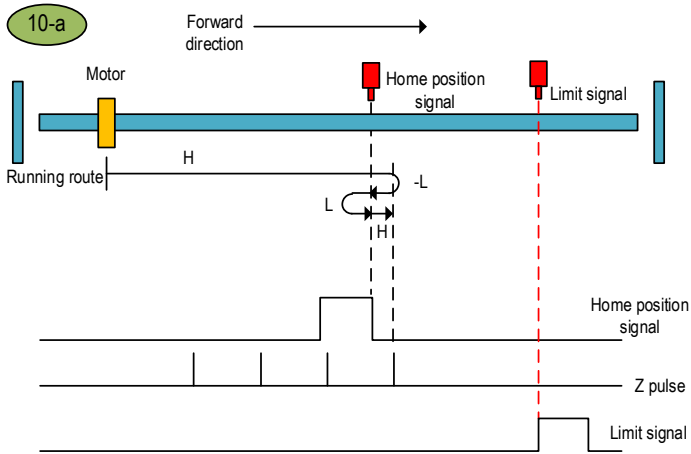 10-a
Forward
direction
Motor
Home position
signal
Limit signal
H
Running route
-L
L
H
Home position
signal
Z pulse
Limit signal